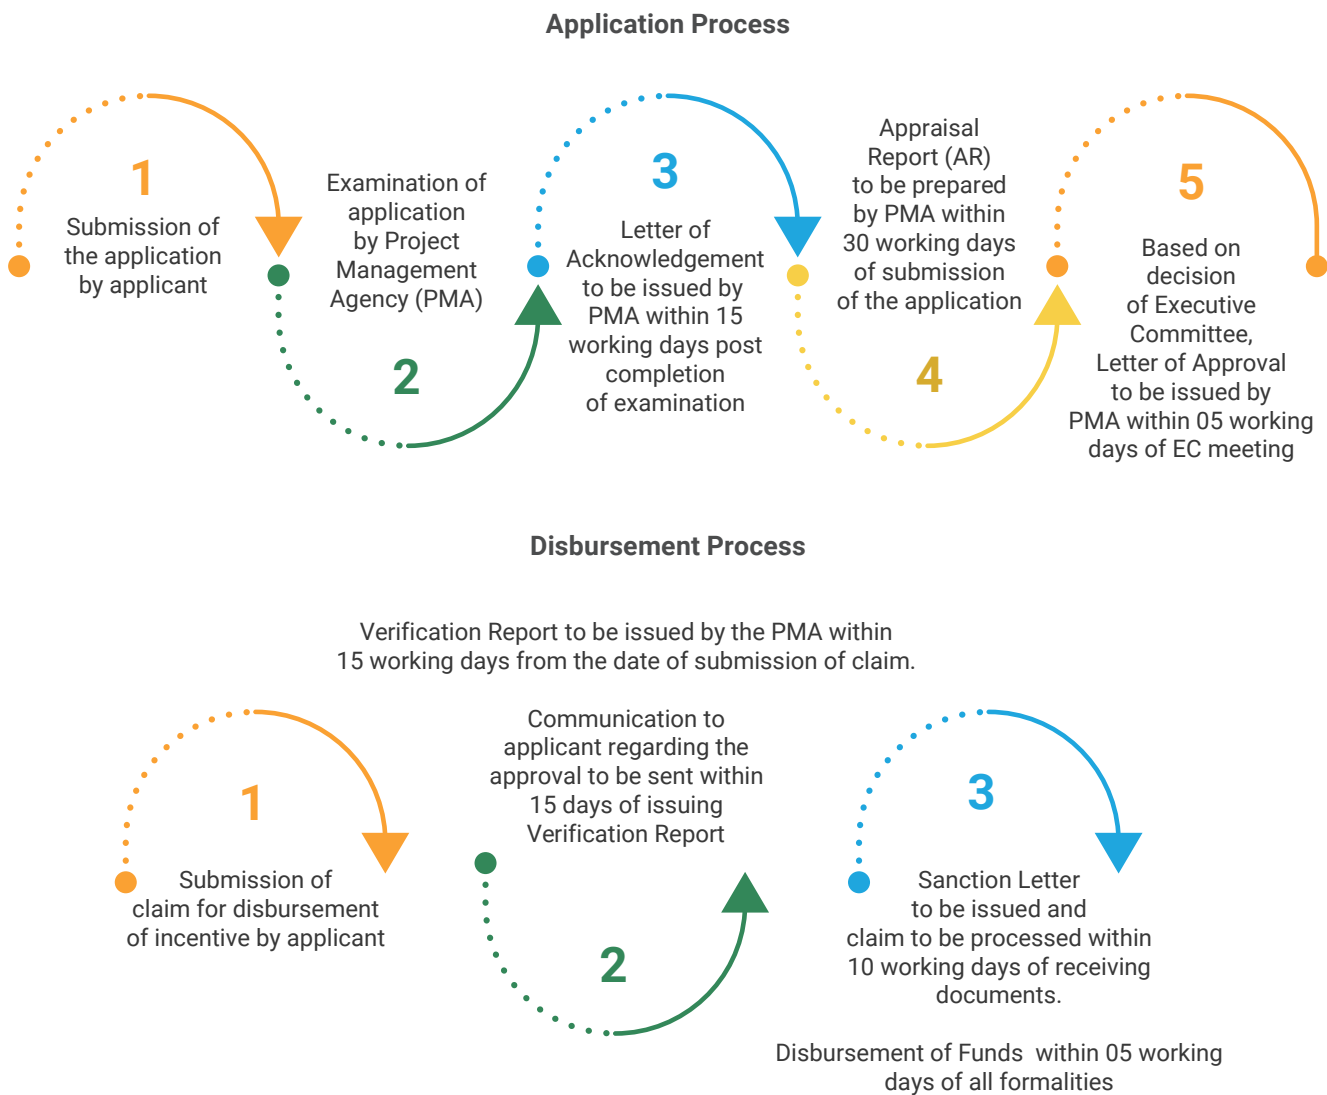 Application Process
1
Submission of
the application
by applicant
Examination of
application
by Project
Management
Agency (PMA)
2
3
Letter of
Acknowledgement
to be issued by
PMA within 15
working days post
completion
of examination
Appraisal
Report (AR)
to be prepared
by PMA within
30 working days
of submission
of the application
4
5
Based on
decision
of Executive
Committee,
Letter of Approval
to be issued by
PMA within 05 working
days of EC meeting
Disbursement Process
Verification Report to be issued by the PMA within
15 working days from the date of submission of claim.
1
Submission of
claim for disbursement
of incentive by applicant
Communication to
applicant regarding the
approval to be sent within
15 days of issuing
Verification Report
2
3
Sanction Letter
to be issued and
claim to be processed within
10 working days of receiving
documents.
Disbursement of Funds within 05 working
days of all formalities